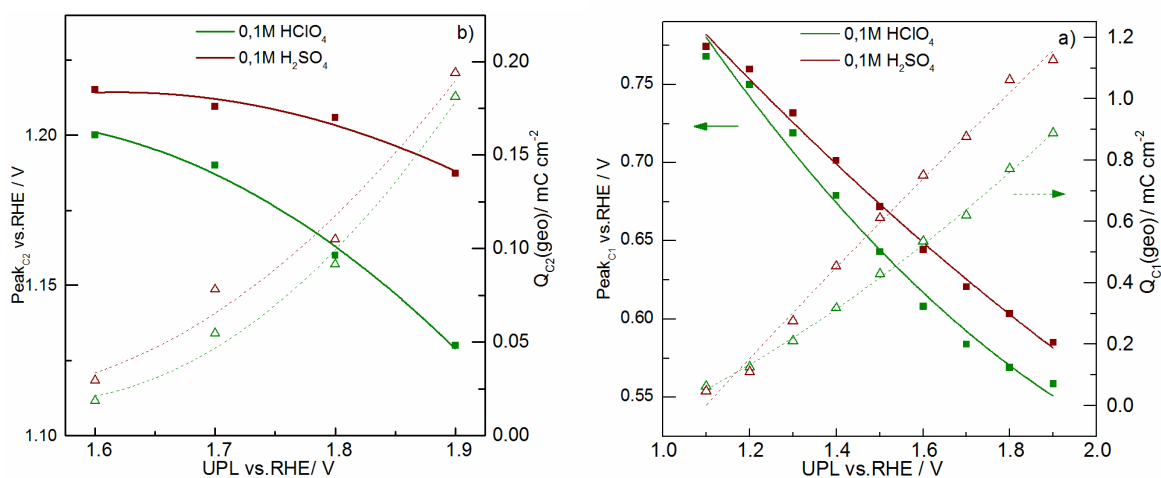 0,1M HClO₄
0,1M H₂SO₄
b)
Peak_C2 vs.RHE / V
1.20
1.15
1.10
1.6
1.7
1.8
1.9
UPL vs.RHE/ V
0.20
0.15
0.10
0.05
0.00
Q_C2(geo)/ mC cm⁻²
0,1M HClO₄
0,1M H₂SO₄
a)
Peak_C1 vs.RHE / V
0.75
0.70
0.65
0.60
0.55
1.0
1.2
1.4
1.6
1.8
2.0
UPL vs.RHE/ V
1.2
1.0
0.8
0.6
0.4
0.2
0.0
Q_C1(geo)/ mC cm⁻²